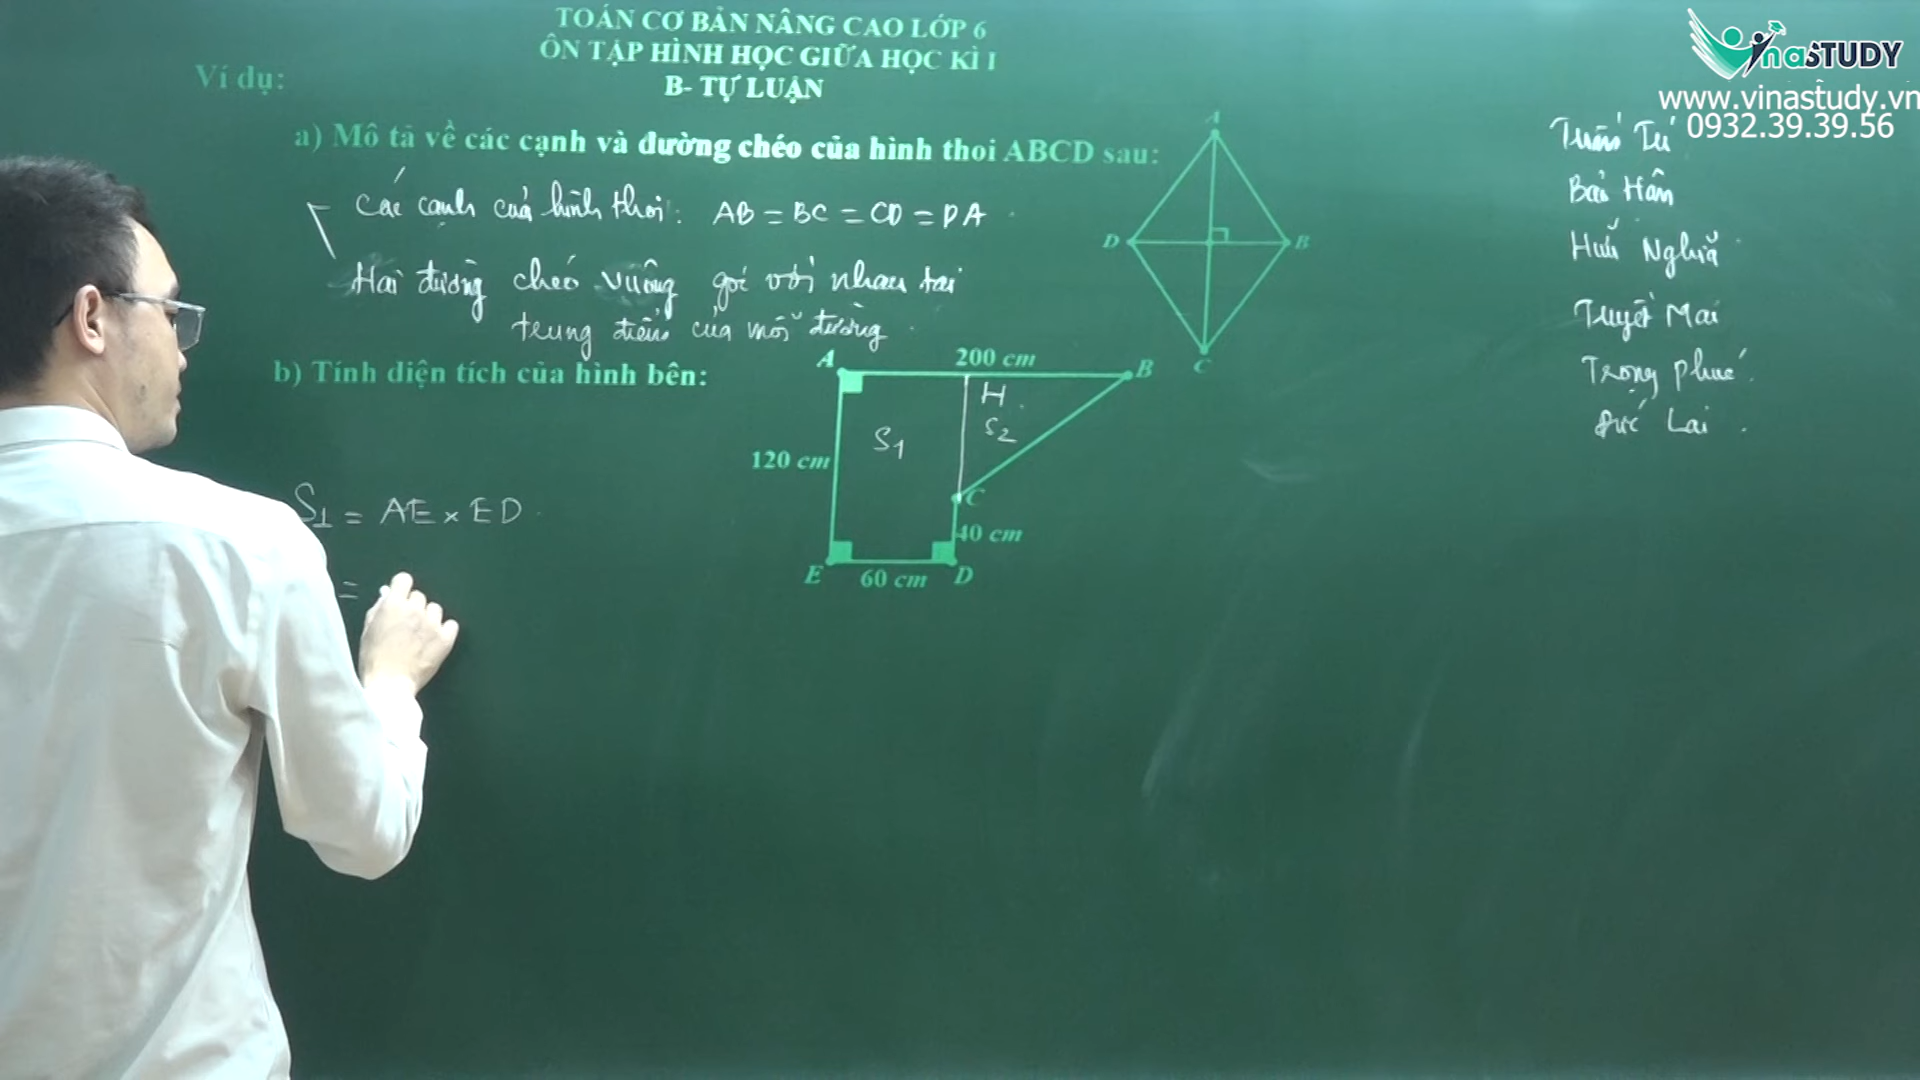 TOÁN CƠ BẢN NÂNG CAO LỚP 6
ÔN TẬP HÌNH HỌC GIỮA HỌC KÌ I
B- TỰ LUẬN
Ví dụ:
a) Mô tả về các cạnh và đường chéo của hình thoi ABCD sau:
Các cạnh của hình thoi: AB = BC = CD = DA
Hai đường chéo vuông góc với nhau tại
trung điểm của mỗi đường.
A
D
B
C
b) Tính diện tích của hình bên:
A
200 cm
B
H
S1
S2
120 cm
C
40 cm
E
60 cm
D
S1 = AE × ED
=
VinaSTUDY
www.vinastudy.vn
0932.39.39.56
Tuấn Tú
Bảo Hân
Hữu Nghĩa
Tuyết Mai
Trọng Phúc
Đức Lai